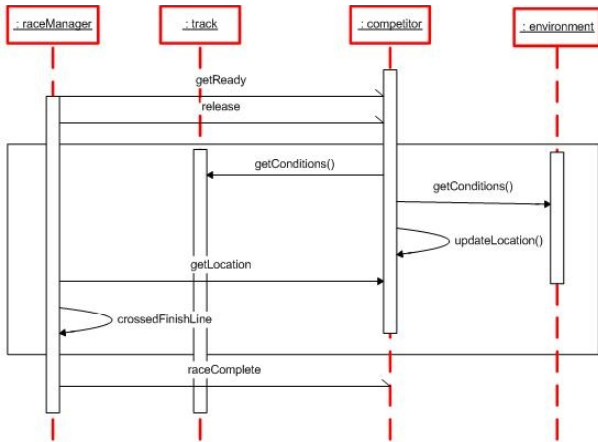 : raceManager
: track
: competitor
: environment
getReady
release
getConditions()
getConditions()
updateLocation()
getLocation
crossedFinishLine
raceComplete